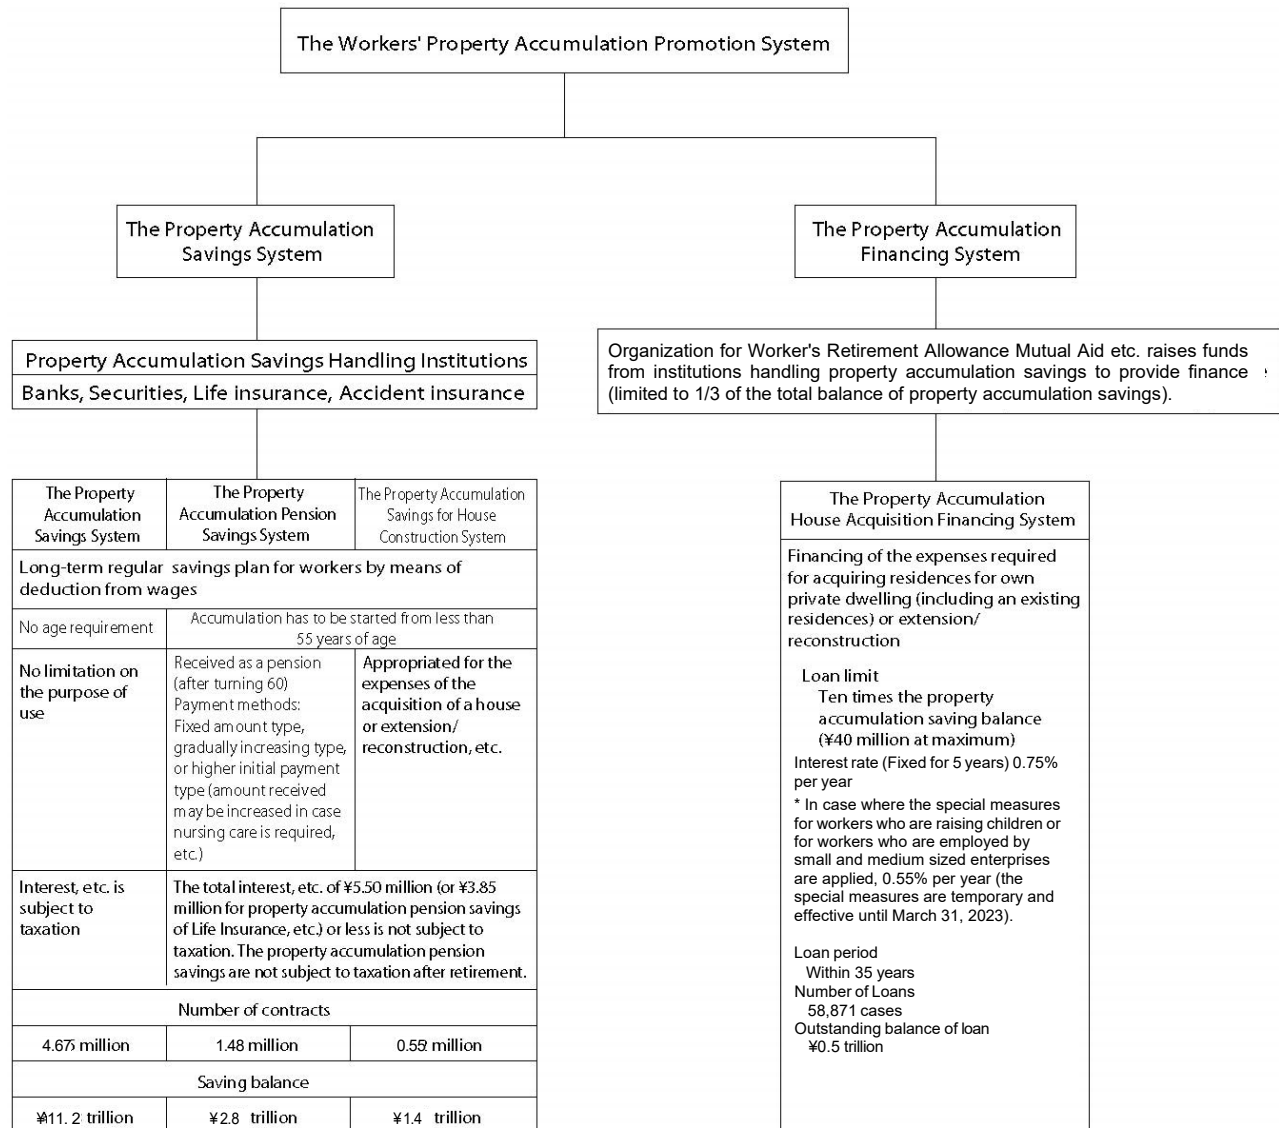 The Workers' Property Accumulation Promotion System
The Property Accumulation
Savings System
The Property Accumulation
Financing System
Property Accumulation Savings Handling Institutions
Banks, Securities, Life insurance, Accident insurance
Organization for Worker's Retirement Allowance Mutual Aid etc. raises funds
from institutions handling property accumulation savings to provide finance
(limited to 1/3 of the total balance of property accumulation savings).
The Property
Accumulation
Savings System
The Property
Accumulation Pension
Savings System
The Property Accumulation
Savings for House
Construction System
Long-term regular savings plan for workers by means of
deduction from wages
No age requirement
Accumulation has to be started from less than
55 years of age
No limitation on
the purpose of
use
Received as a pension
(after turning 60)
Payment methods:
Fixed amount type,
gradually increasing type,
or higher initial payment
type (amount received
may be increased in case
nursing care is required,
etc.)
Appropriated for the
expenses of the
acquisition of a house
or extension/
reconstruction, etc.
Interest, etc. is
subject to
taxation
The total interest, etc. of ¥5.50 million (or ¥3.85
million for property accumulation pension savings
of Life Insurance, etc.) or less is not subject to
taxation. The property accumulation pension
savings are not subject to taxation after retirement.
Number of contracts
4.675 million
1.48 million
0.552 million
Saving balance
¥11.2 trillion
¥2.8 trillion
¥1.4 trillion
The Property Accumulation
House Acquisition Financing System
Financing of the expenses required
for acquiring residences for own
private dwelling (including an existing
residences) or extension/
reconstruction
Loan limit
Ten times the property
accumulation saving balance
(¥40 million at maximum)
Interest rate (Fixed for 5 years) 0.75%
per year
* In case where the special measures
for workers who are raising children or
for workers who are employed by
small and medium sized enterprises
are applied, 0.55% per year (the
special measures are temporary and
effective until March 31, 2023).
Loan period
Within 35 years
Number of Loans
58,871 cases
Outstanding balance of loan
¥0.5 trillion